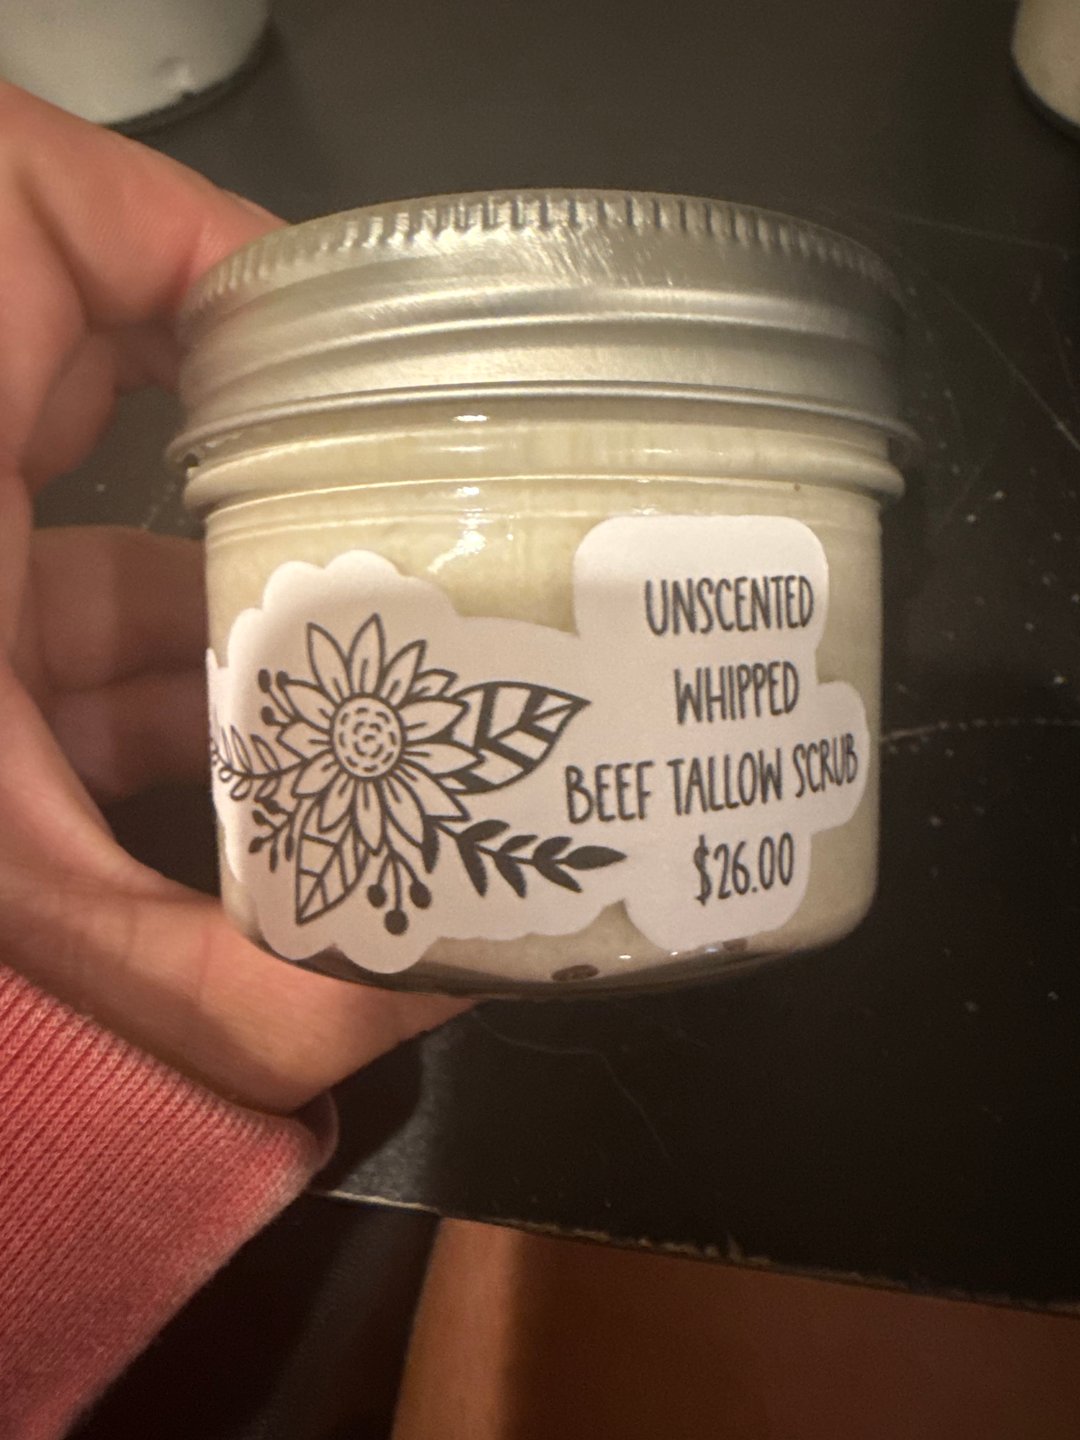 UNSCENTED
WHIPPED
BEEF TALLOW SCRUB
$26.00